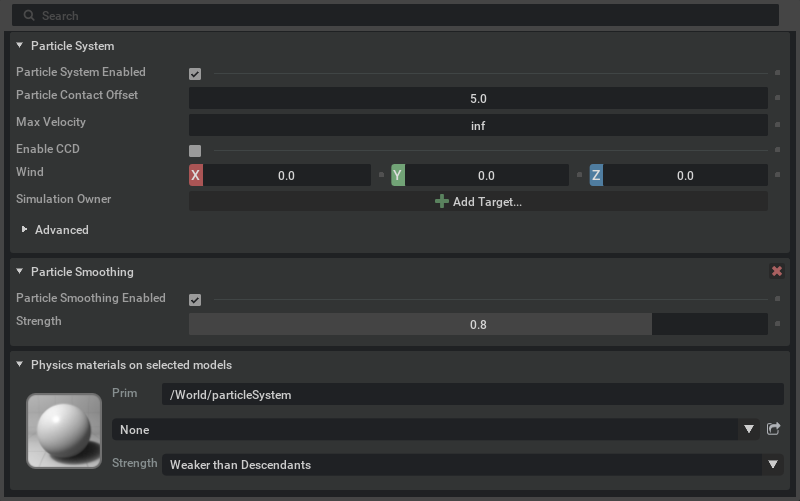 Search
Particle System
Particle System Enabled
Particle Contact Offset 5.0
Max Velocity inf
Enable CCD
Wind X 0.0 Y 0.0 Z 0.0
Simulation Owner Add Target...
Advanced
Particle Smoothing
Particle Smoothing Enabled
Strength 0.8
Physics materials on selected models
Prim /World/particleSystem
None
Strength Weaker than Descendants